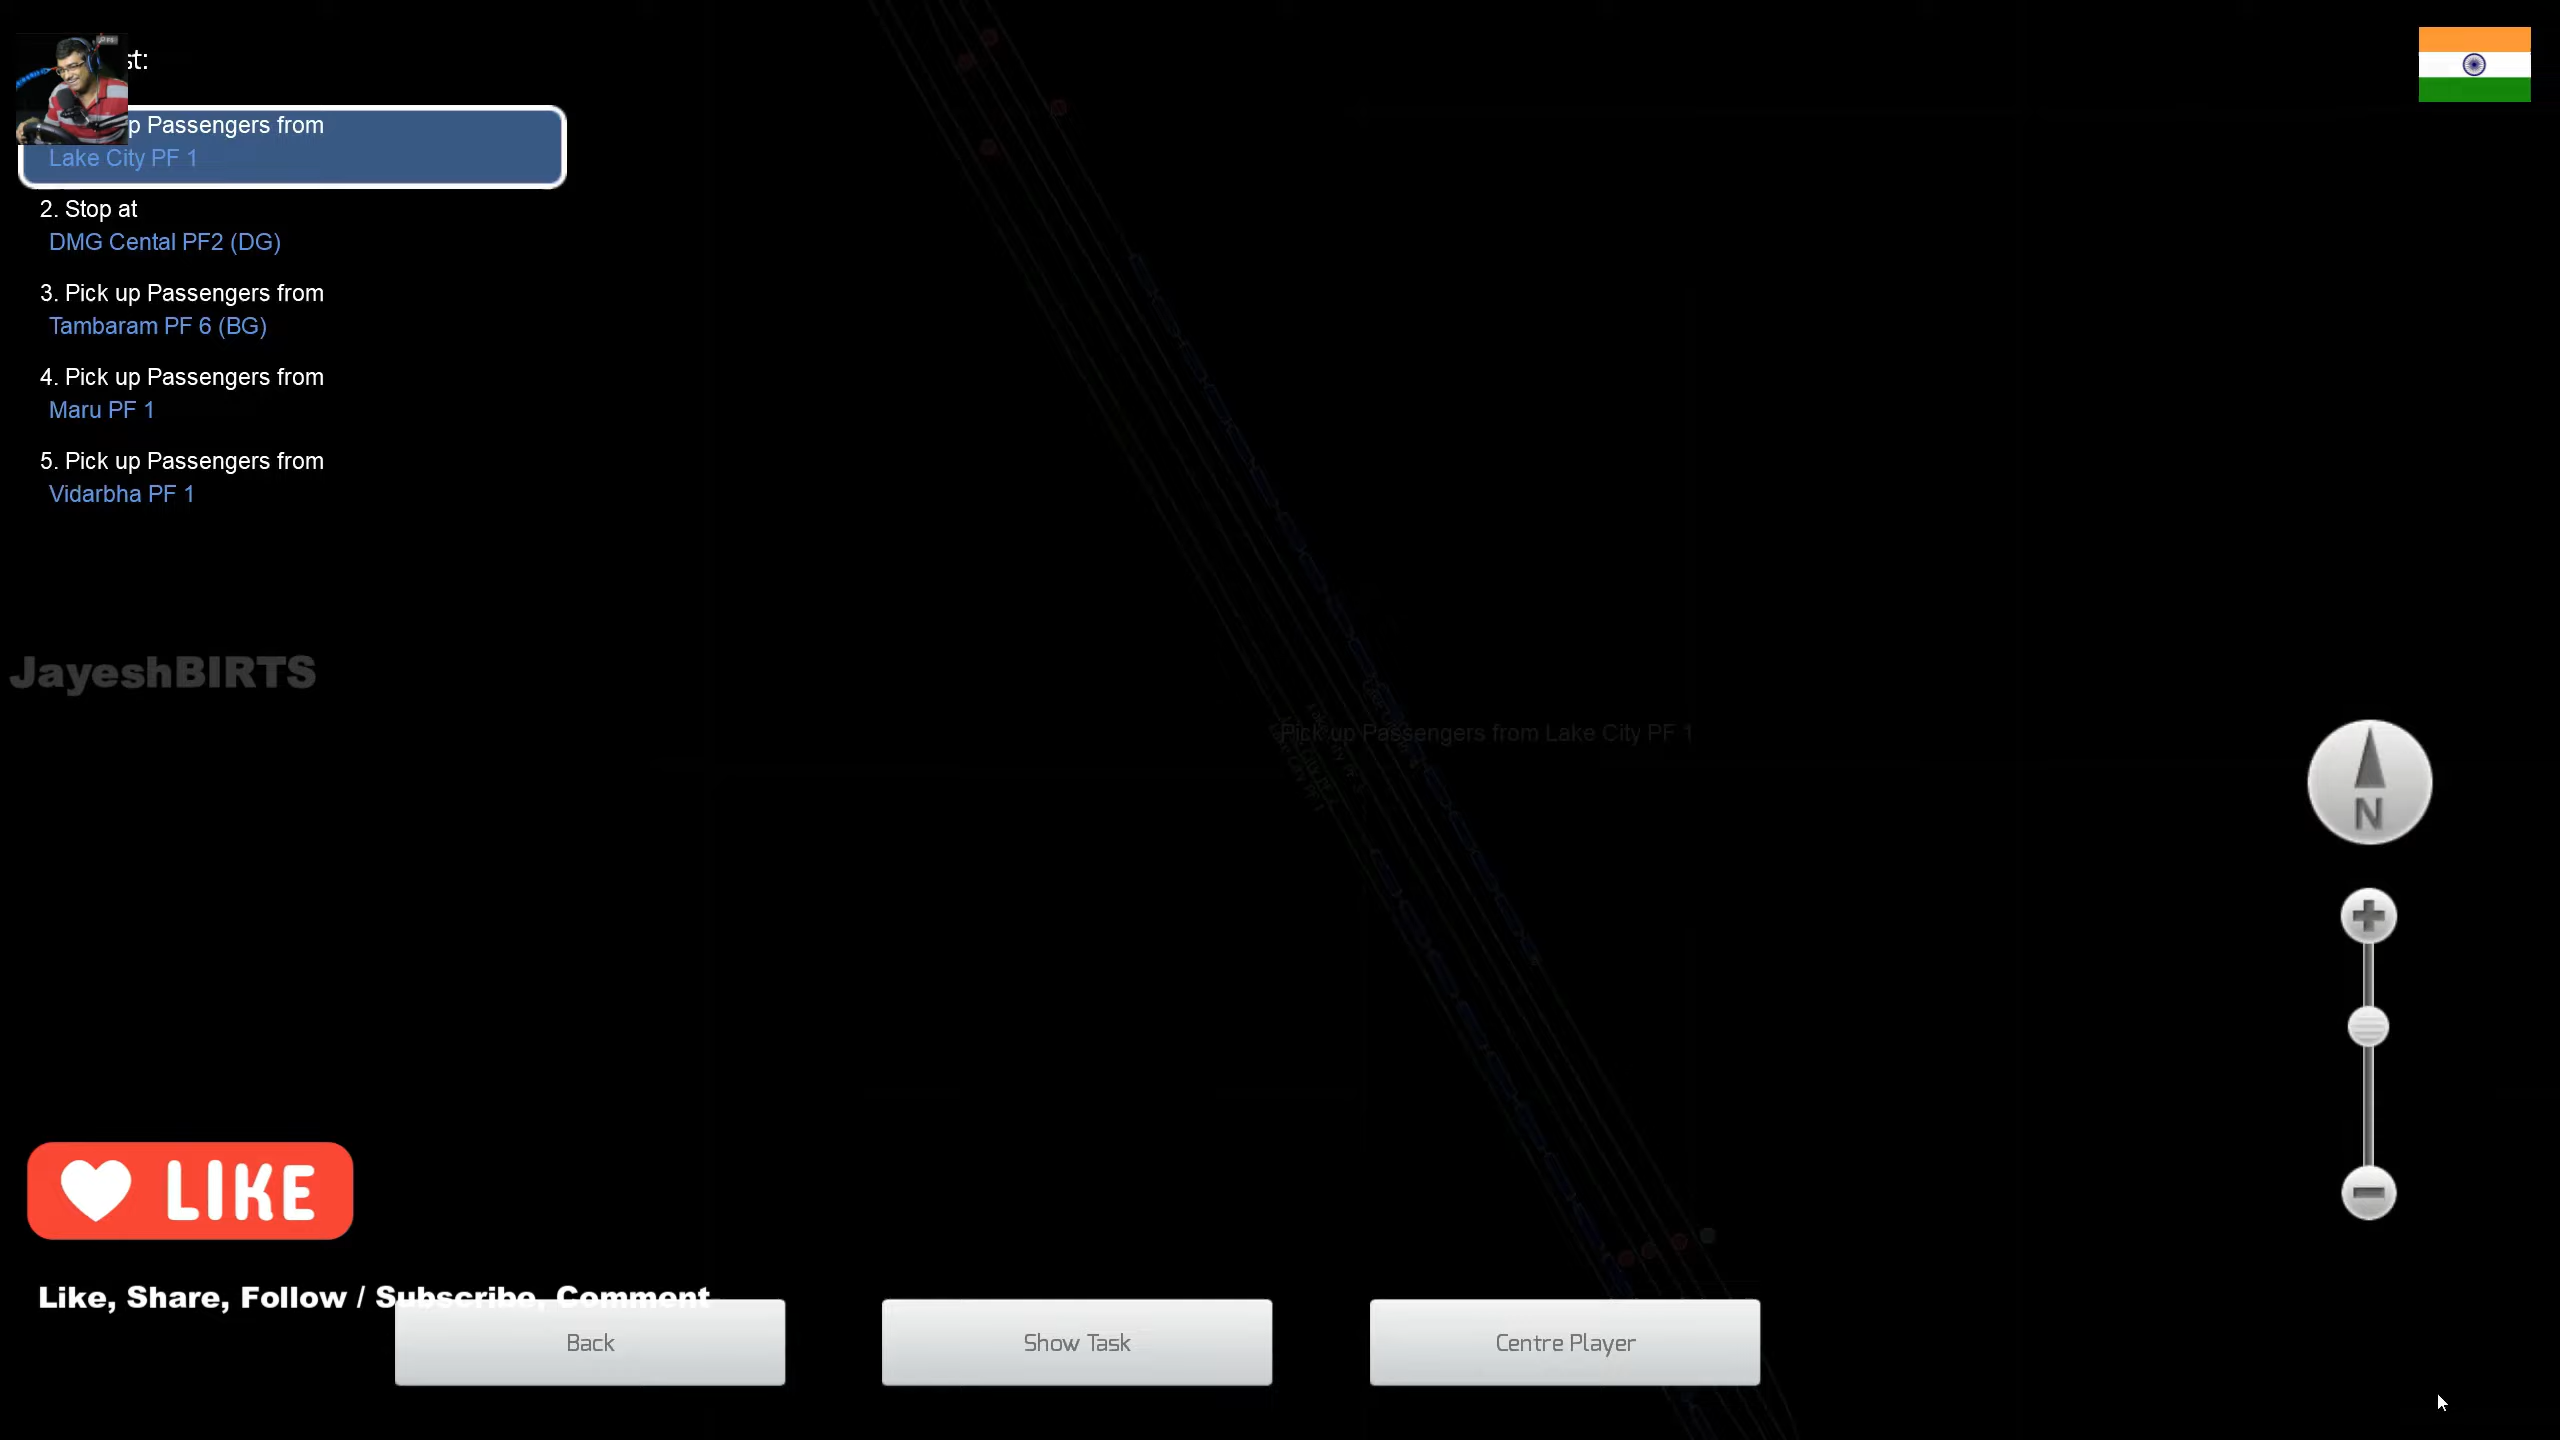 st:
p Passengers from
Lake City PF 1
2. Stop at
DMG Cental PF2 (DG)
3. Pick up Passengers from
Tambaram PF 6 (BG)
4. Pick up Passengers from
Maru PF 1
5. Pick up Passengers from
Vidarbha PF 1
JayeshBIRTS
Pick up Passengers from Lake City PF 1
N
LIKE
Like, Share, Follow / Subscribe, Comment
Back
Show Task
Centre Player